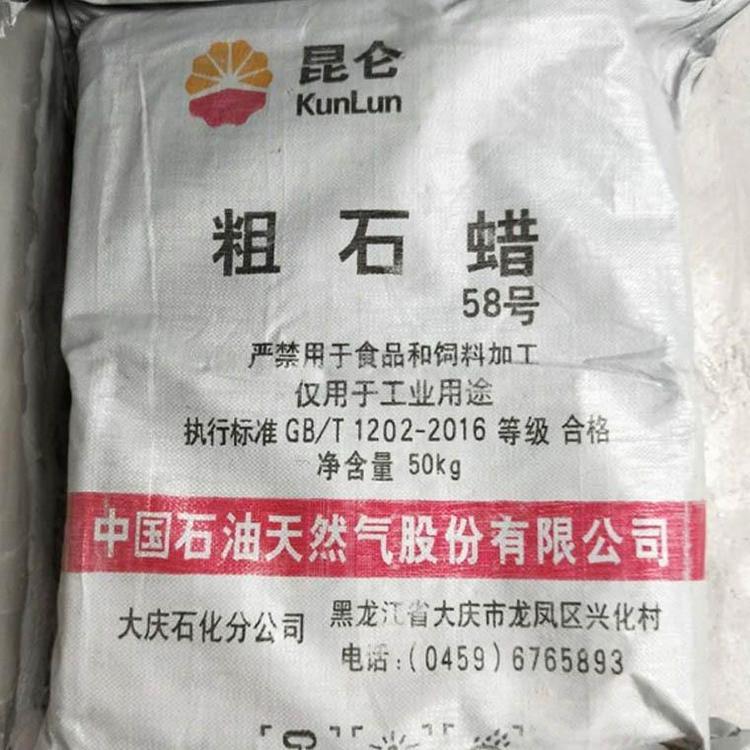 昆仑
KunLun
粗石蜡
58号
严禁用于食品和饲料加工
仅用于工业用途
执行标准 GB/T 1202-2016 等级 合格
净含量 50kg
中国石油天然气股份有限公司
大庆石化分公司
黑龙江省大庆市龙凤区兴化村
电话:(0459)6765893